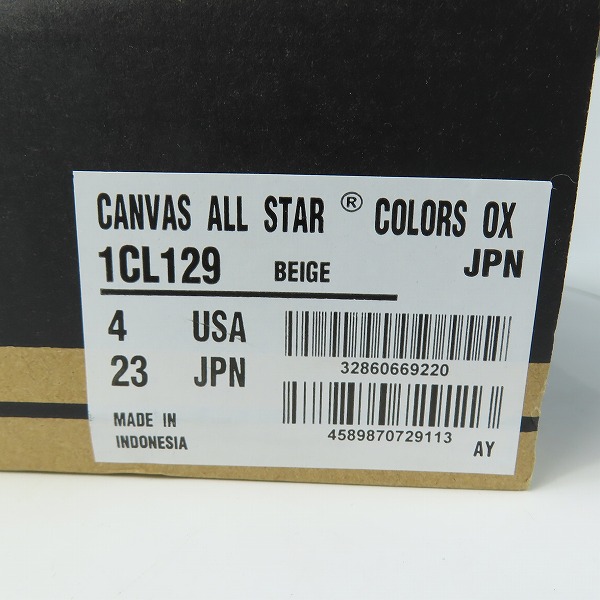 CANVAS ALL STAR ® COLORS OX
1CL129 BEIGE JPN
4 USA
32860669220
23 JPN
4589870729113
MADE IN
INDONESIA
AY